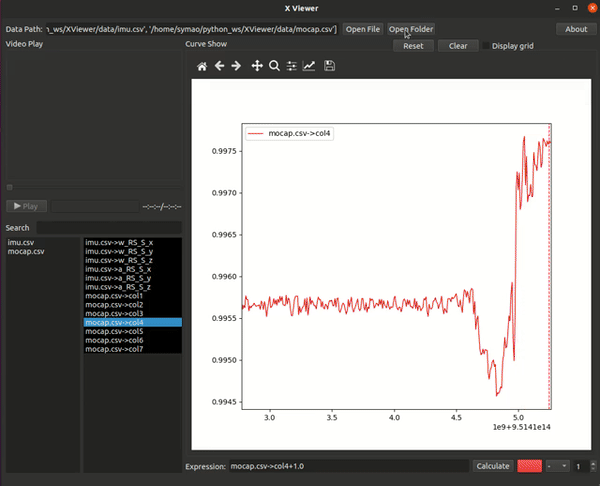 X Viewer
Data Path: n_ws/XViewer/data/imu.csv', '/home/symao/python_ws/XViewer/data/mocap.csv'] Open File Open Folder About
Video Play Curve Show Reset Clear Display grid
mocap.csv->col4
0.9975
0.9970
0.9965
0.9960
0.9955
0.9950
0.9945
3.0 3.5 4.0 4.5 5.0
1e9+9.5141e14
Play --:--:--/--:--:--
Search
imu.csv
mocap.csv
imu.csv->w_RS_S_x
imu.csv->w_RS_S_y
imu.csv->w_RS_S_z
imu.csv->a_RS_S_x
imu.csv->a_RS_S_y
imu.csv->a_RS_S_z
mocap.csv->col1
mocap.csv->col2
mocap.csv->col3
mocap.csv->col4
mocap.csv->col5
mocap.csv->col6
mocap.csv->col7
Expression: mocap.csv->col4+1.0 Calculate - 1